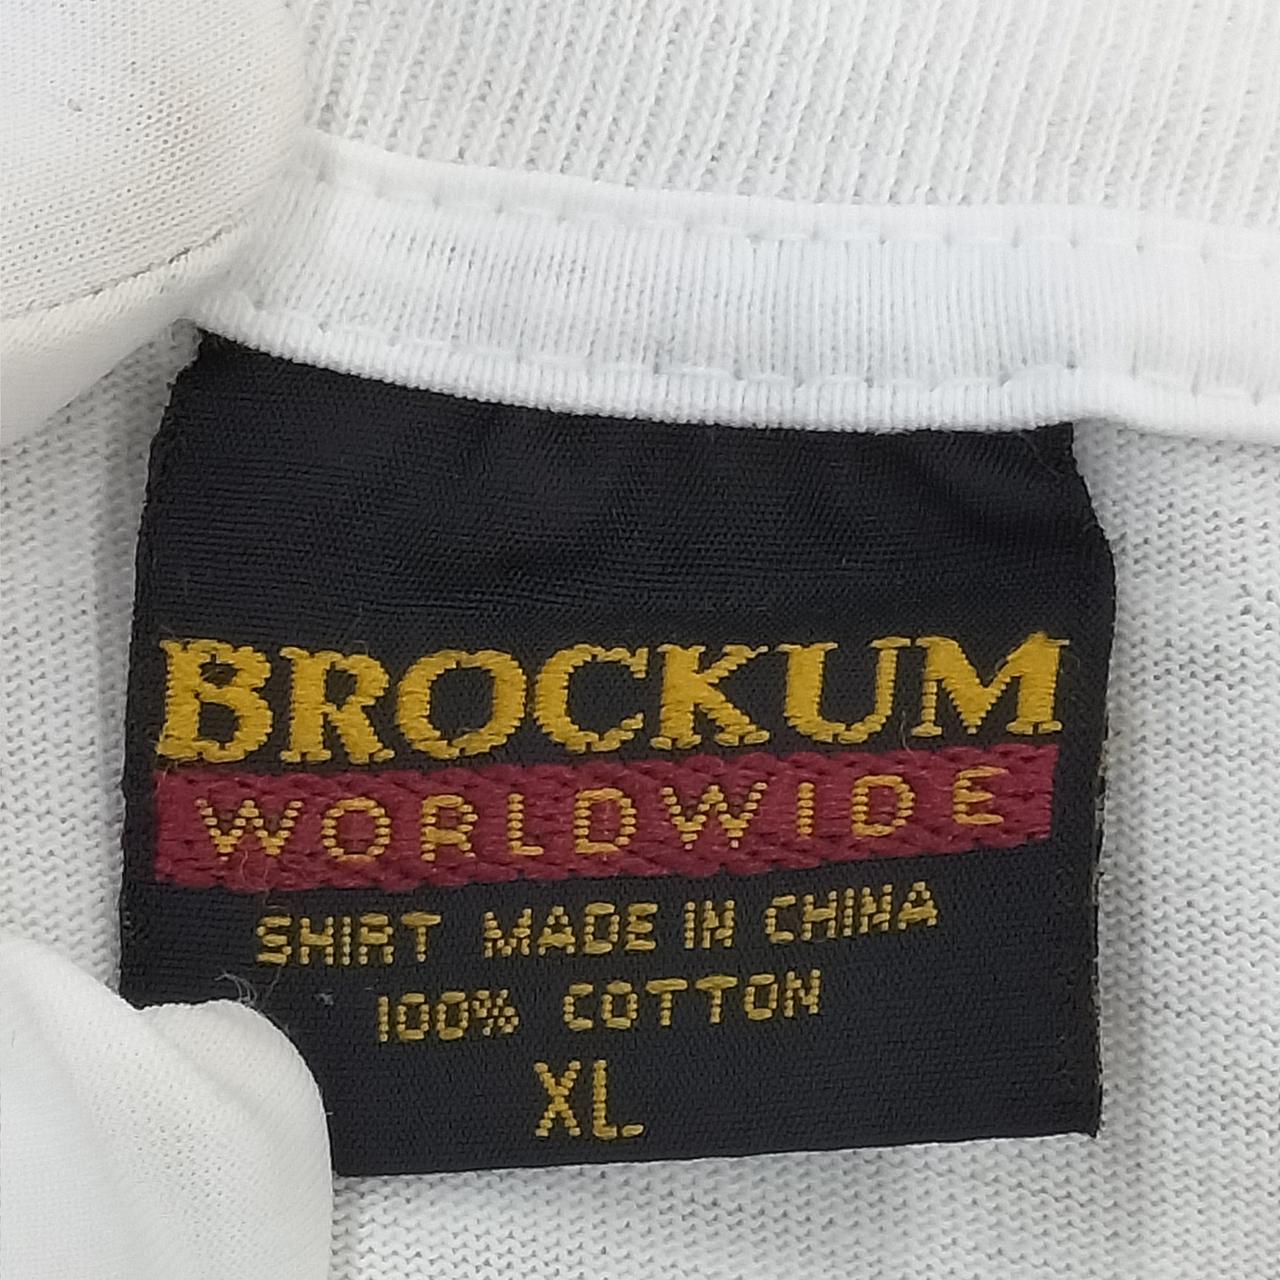 BROCKUM
WORLDWIDE
SHIRT MADE IN CHINA
100% COTTON
XL